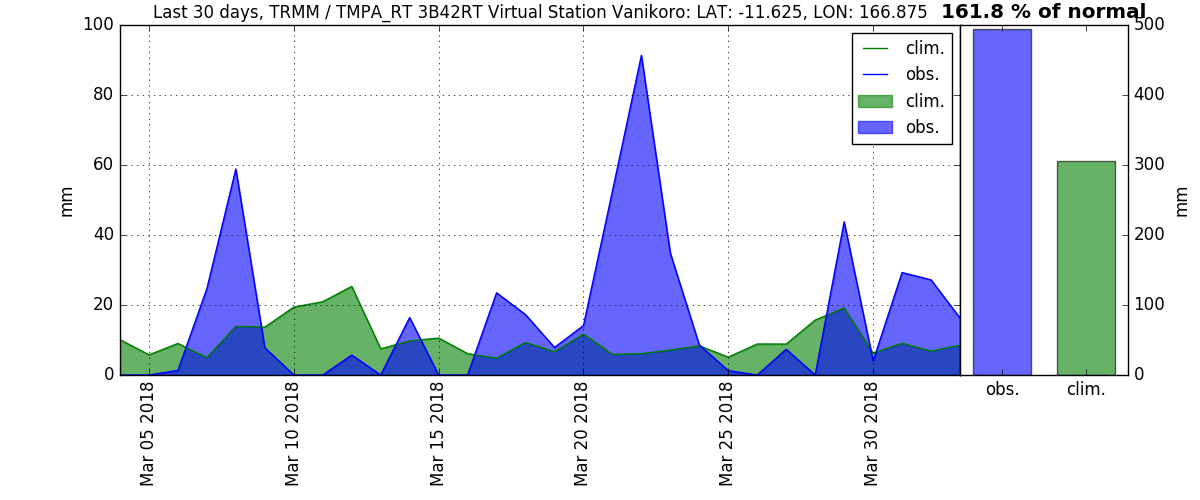 Last 30 days, TRMM / TMPA_RT 3B42RT Virtual Station Vanikoro: LAT: -11.625, LON: 166.875 161.8 % of normal
100
80
60
40
20
0
mm
clim.
obs.
clim.
obs.
500
400
300
200
100
0
mm
obs. clim.
Mar 05 2018
Mar 10 2018
Mar 15 2018
Mar 20 2018
Mar 25 2018
Mar 30 2018